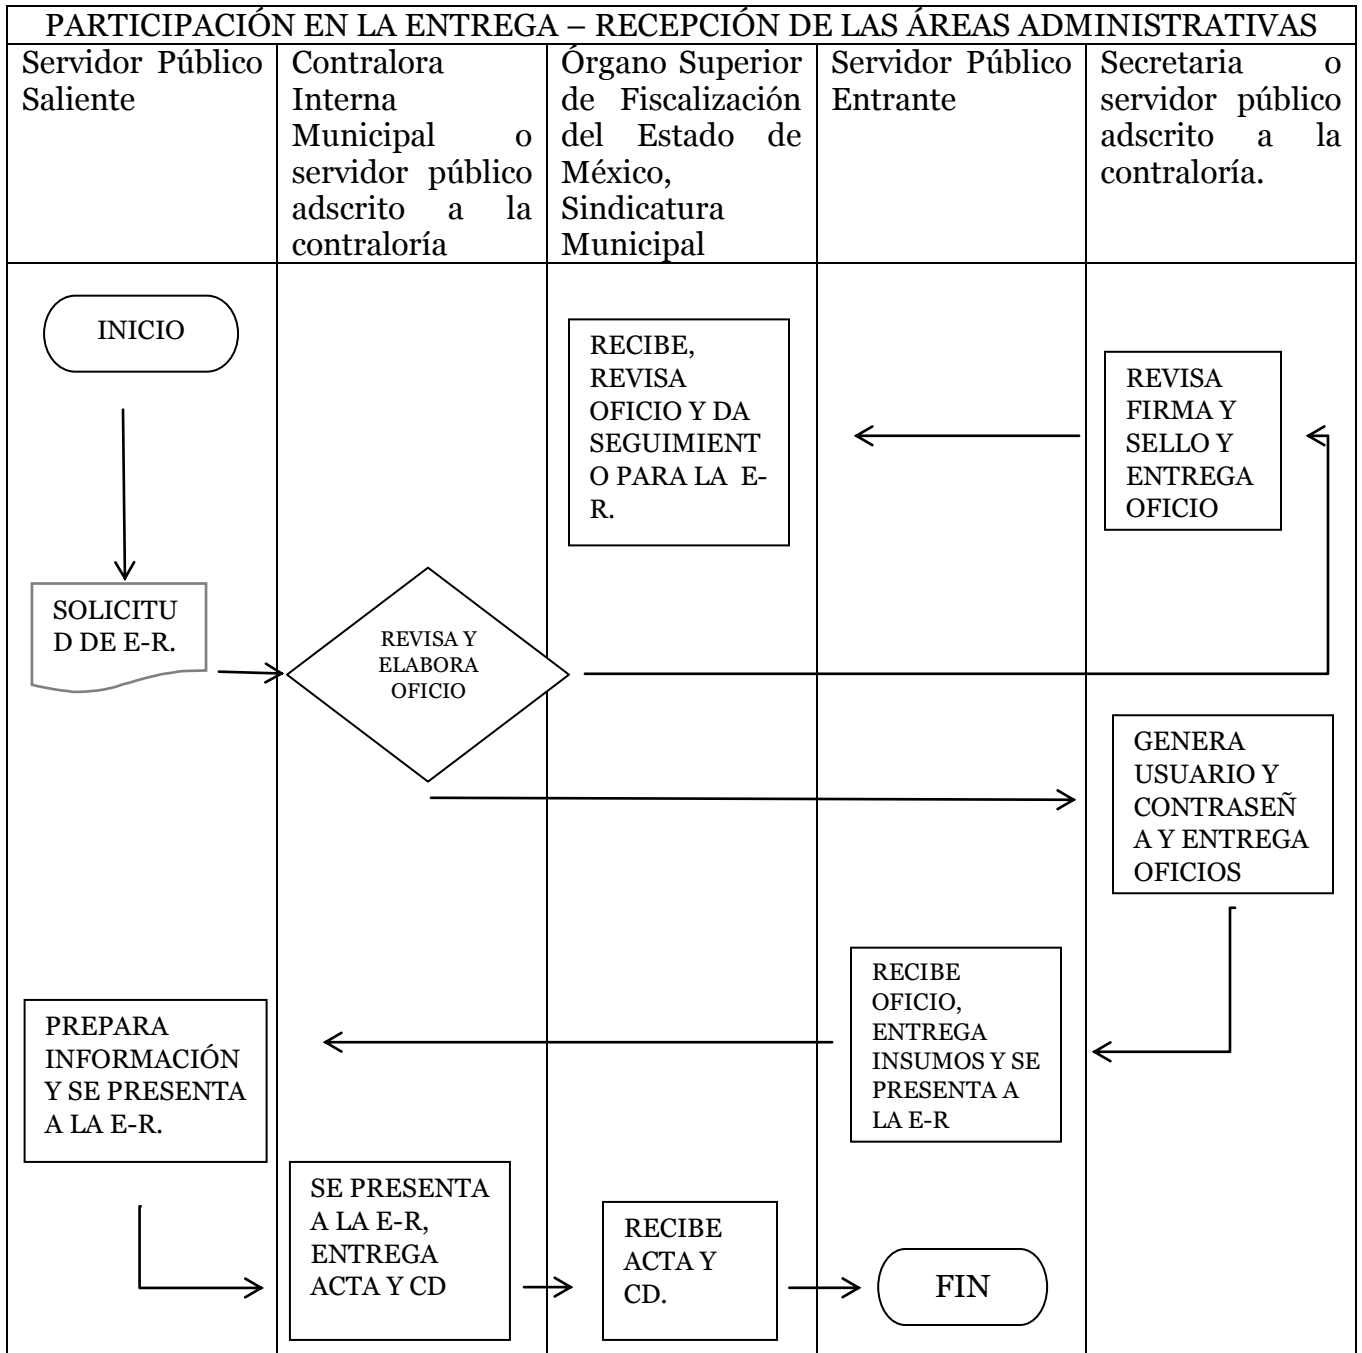 PARTICIPACIÓN EN LA ENTREGA – RECEPCIÓN DE LAS ÁREAS ADMINISTRATIVAS
Servidor Público
Saliente
Contralora
Interna
Municipal o
servidor público
adscrito a la
contraloría
Órgano Superior
de Fiscalización
del Estado de
México,
Sindicatura
Municipal
Servidor Público
Entrante
Secretaria o
servidor público
adscrito a la
contraloría.
INICIO
RECIBE,
REVISA
OFICIO Y DA
SEGUIMIENT
O PARA LA E-
R.
REVISA
FIRMA Y
SELLO Y
ENTREGA
OFICIO
SOLICITU
D DE E-R.
REVISA Y
ELABORA
OFICIO
GENERA
USUARIO Y
CONTRASEÑ
A Y ENTREGA
OFICIOS
RECIBE
OFICIO,
ENTREGA
INSUMOS Y SE
PRESENTA A
LA E-R
PREPARA
INFORMACIÓN
Y SE PRESENTA
A LA E-R.
SE PRESENTA
A LA E-R,
ENTREGA
ACTA Y CD
RECIBE
ACTA Y
CD.
FIN